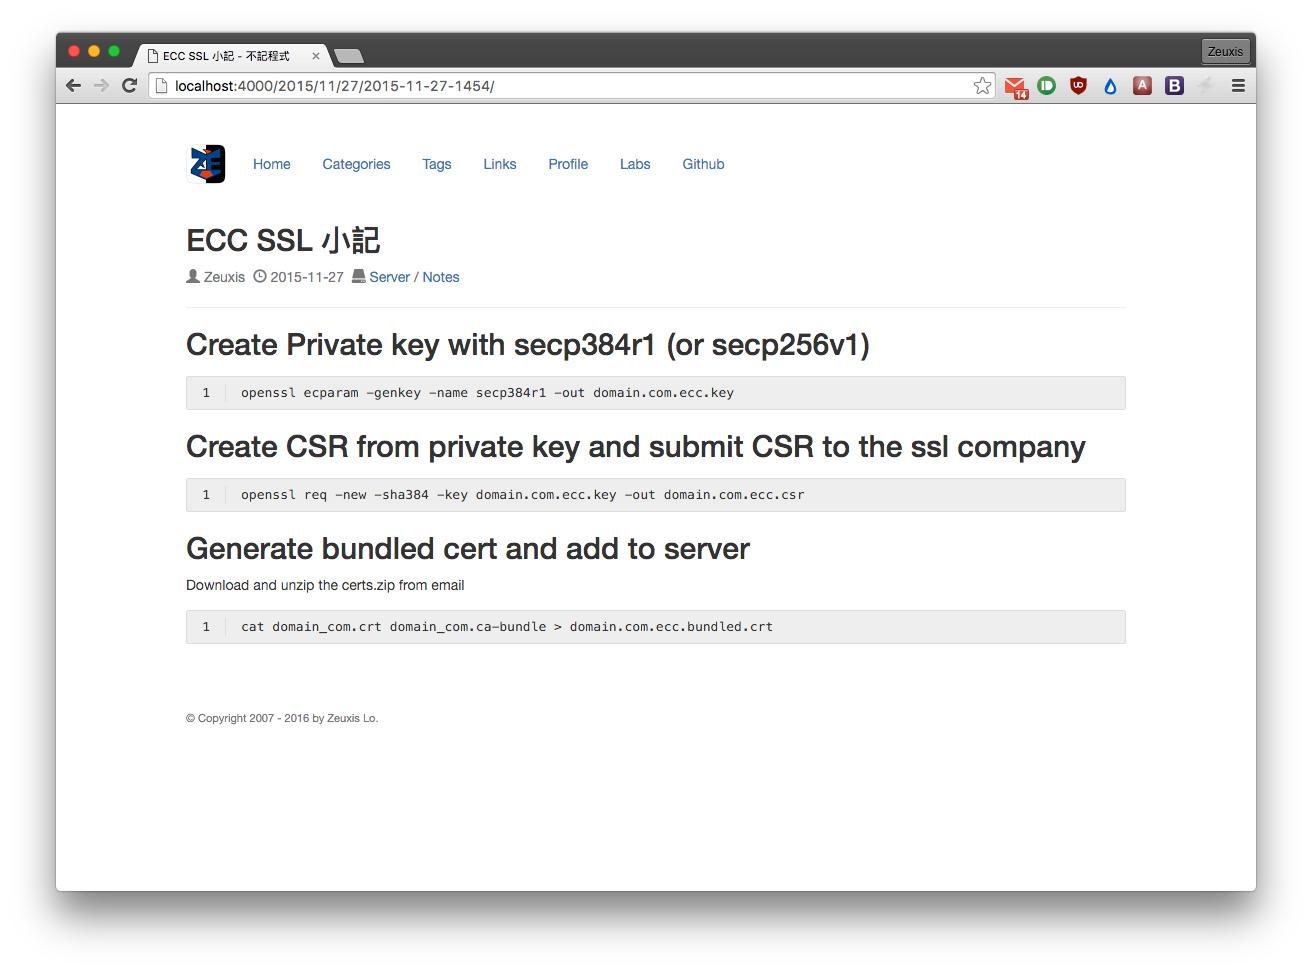 ECC SSL 小記 - 不記程式
Zeuxis
localhost:4000/2015/11/27/2015-11-27-1454/
14
A
B
ZE
Home Categories Tags Links Profile Labs Github
ECC SSL 小記
Zeuxis 2015-11-27 Server / Notes
Create Private key with secp384r1 (or secp256v1)
1 openssl ecparam -genkey -name secp384r1 -out domain.com.ecc.key
Create CSR from private key and submit CSR to the ssl company
1 openssl req -new -sha384 -key domain.com.ecc.key -out domain.com.ecc.csr
Generate bundled cert and add to server
Download and unzip the certs.zip from email
1 cat domain_com.crt domain_com.ca-bundle > domain.com.ecc.bundled.crt
© Copyright 2007 - 2016 by Zeuxis Lo.